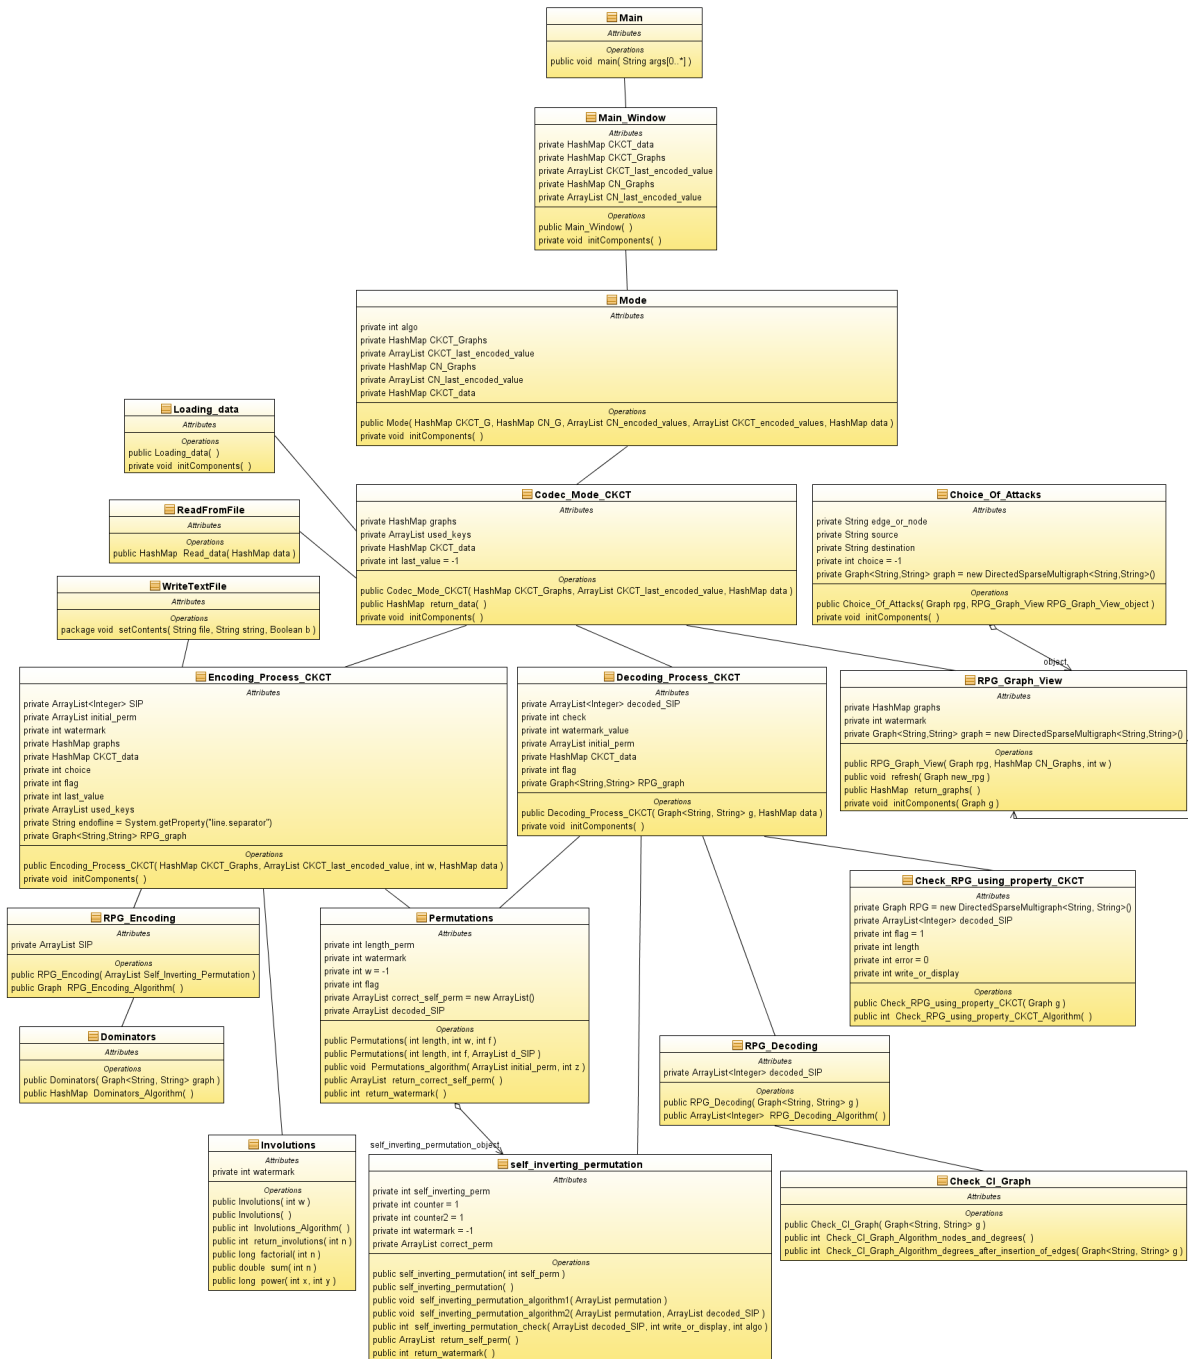 Main
Attributes
Operations
public void main( String args[0..*] )
Main_Window
Attributes
private HashMap CKCT_data
private HashMap CKCT_Graphs
private ArrayList CKCT_last_encoded_value
private HashMap CN_Graphs
private ArrayList CN_last_encoded_value
Operations
public Main_Window( )
private void initComponents( )
Mode
Attributes
private int algo
private HashMap CKCT_Graphs
private ArrayList CKCT_last_encoded_value
private HashMap CN_Graphs
private ArrayList CN_last_encoded_value
private HashMap CKCT_data
Operations
public Mode( HashMap CKCT_G, HashMap CN_G, ArrayList CN_encoded_values, ArrayList CKCT_encoded_values, HashMap data )
private void initComponents( )
Loading_data
Attributes
Operations
public Loading_data( )
private void initComponents( )
ReadFromFile
Attributes
Operations
public HashMap Read_data( HashMap data )
WriteTextFile
Attributes
Operations
package void setContents( String file, String string, Boolean b )
Codec_Mode_CKCT
Attributes
private HashMap graphs
private ArrayList used_keys
private HashMap CKCT_data
private int last_value = -1
Operations
public Codec_Mode_CKCT( HashMap CKCT_Graphs, ArrayList CKCT_last_encoded_value, HashMap data )
public HashMap return_data( )
private void initComponents( )
Choice_Of_Attacks
Attributes
private String edge_or_node
private String source
private String destination
private int choice = -1
private Graph<String,String> graph = new DirectedSparseMultigraph<String,String>()
Operations
public Choice_Of_Attacks( Graph rpg, RPG_Graph_View RPG_Graph_View_object )
private void initComponents( )
object
Encoding_Process_CKCT
Attributes
private ArrayList<Integer> SIP
private ArrayList initial_perm
private int watermark
private HashMap graphs
private HashMap CKCT_data
private int choice
private int flag
private int last_value
private ArrayList used_keys
private String endofline = System.getProperty("line.separator")
private Graph<String,String> RPG_graph
Operations
public Encoding_Process_CKCT( HashMap CKCT_Graphs, ArrayList CKCT_last_encoded_value, int w, HashMap data )
private void initComponents( )
Decoding_Process_CKCT
Attributes
private ArrayList<Integer> decoded_SIP
private int check
private int watermark_value
private ArrayList initial_perm
private HashMap CKCT_data
private int flag
private Graph<String,String> RPG_graph
Operations
public Decoding_Process_CKCT( Graph<String, String> g, HashMap data )
private void initComponents( )
RPG_Graph_View
Attributes
private HashMap graphs
private int watermark
private Graph<String,String> graph = new DirectedSparseMultigraph<String,String>()
Operations
public RPG_Graph_View( Graph rpg, HashMap CN_Graphs, int w )
public void refresh( Graph new_rpg )
public HashMap return_graphs( )
private void initComponents( Graph g )
RPG_Encoding
Attributes
private ArrayList SIP
Operations
public RPG_Encoding( ArrayList Self_Inverting_Permutation )
public Graph RPG_Encoding_Algorithm( )
Permutations
Attributes
private int length_perm
private int watermark
private int w = -1
private int flag
private ArrayList correct_self_perm = new ArrayList()
private ArrayList decoded_SIP
Operations
public Permutations( int length, int w, int f )
public Permutations( int length, int f, ArrayList d_SIP )
public void Permutations_algorithm( ArrayList initial_perm, int z )
public ArrayList return_correct_self_perm( )
public int return_watermark( )
Check_RPG_using_property_CKCT
Attributes
private Graph RPG = new DirectedSparseMultigraph<String, String>()
private ArrayList<Integer> decoded_SIP
private int flag = 1
private int length
private int error = 0
private int write_or_display
Operations
public Check_RPG_using_property_CKCT( Graph g )
public int Check_RPG_using_property_CKCT_Algorithm( )
Dominators
Attributes
Operations
public Dominators( Graph<String, String> graph )
public HashMap Dominators_Algorithm( )
RPG_Decoding
Attributes
private ArrayList<Integer> decoded_SIP
Operations
public RPG_Decoding( Graph<String, String> g )
public ArrayList<Integer> RPG_Decoding_Algorithm( )
Involutions
Attributes
private int watermark
Operations
public Involutions( int w )
public Involutions( )
public int Involutions_Algorithm( )
public int return_involutions( int n )
public long factorial( int n )
public double sum( int n )
public long power( int x, int y )
self_inverting_permutation_object
self_inverting_permutation
Attributes
private int self_inverting_perm
private int counter = 1
private int counter2 = 1
private int watermark = -1
private ArrayList correct_perm
Operations
public self_inverting_permutation( int self_perm )
public self_inverting_permutation( )
public void self_inverting_permutation_algorithm1( ArrayList permutation )
public void self_inverting_permutation_algorithm2( ArrayList permutation, ArrayList decoded_SIP )
public int self_inverting_permutation_check( ArrayList decoded_SIP, int write_or_display, int algo )
public ArrayList return_self_perm( )
public int return_watermark( )
Check_CI_Graph
Attributes
Operations
public Check_CI_Graph( Graph<String, String> g )
public int Check_CI_Graph_Algorithm_nodes_and_degrees( )
public int Check_CI_Graph_Algorithm_degrees_after_insertion_of_edges( Graph<String, String> g )